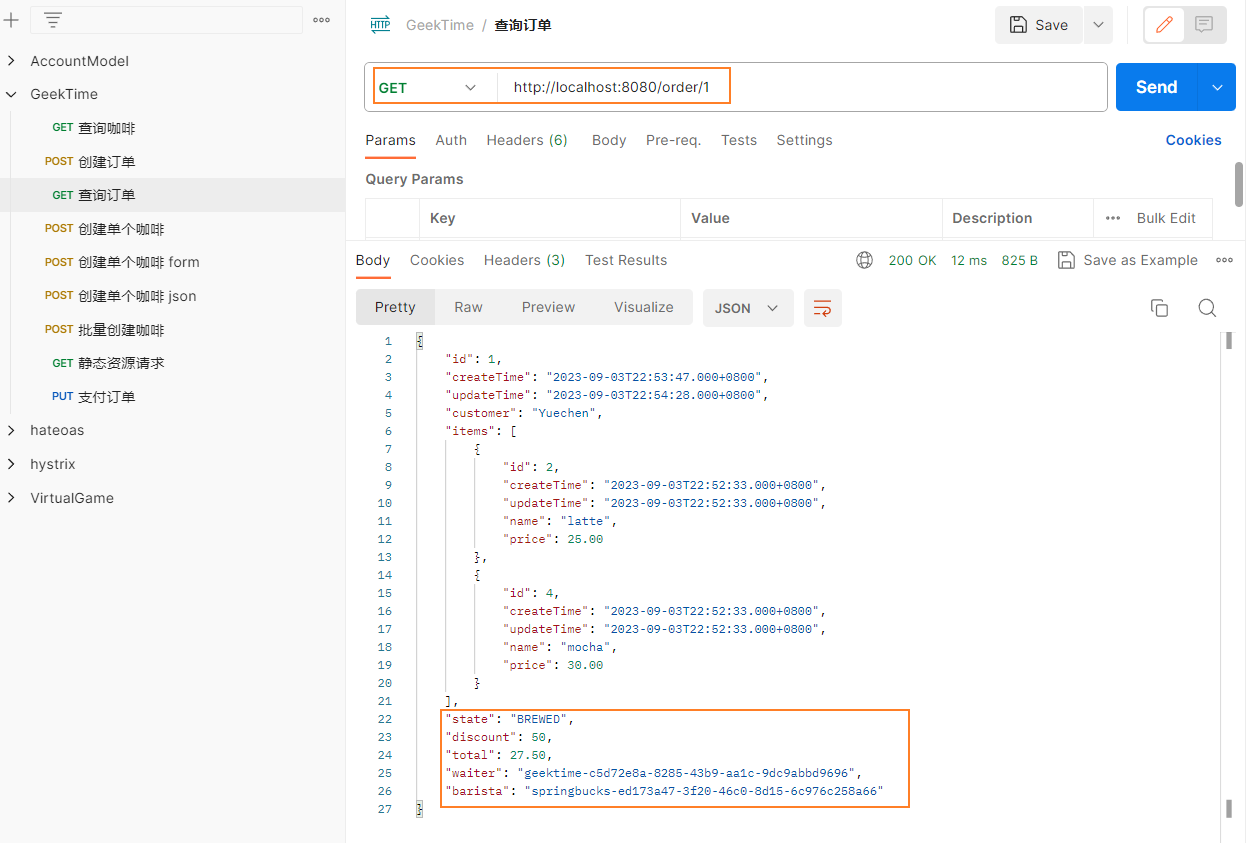 GeekTime / 查询订单
Save
AccountModel
GeekTime
GET 查询咖啡
POST 创建订单
GET 查询订单
POST 创建单个咖啡
POST 创建单个咖啡 form
POST 创建单个咖啡 json
POST 批量创建咖啡
GET 静态资源请求
PUT 支付订单
hateoas
hystrix
VirtualGame
GET http://localhost:8080/order/1
Send
Params Auth Headers (6) Body Pre-req. Tests Settings Cookies
Query Params
Key Value Description Bulk Edit
Body Cookies Headers (3) Test Results 200 OK 12 ms 825 B Save as Example
Pretty Raw Preview Visualize JSON
1 {
2 "id": 1,
3 "createTime": "2023-09-03T22:53:47.000+0800",
4 "updateTime": "2023-09-03T22:54:28.000+0800",
5 "customer": "Yuechen",
6 "items": [
7 {
8 "id": 2,
9 "createTime": "2023-09-03T22:52:33.000+0800",
10 "updateTime": "2023-09-03T22:52:33.000+0800",
11 "name": "latte",
12 "price": 25.00
13 },
14 {
15 "id": 4,
16 "createTime": "2023-09-03T22:52:33.000+0800",
17 "updateTime": "2023-09-03T22:52:33.000+0800",
18 "name": "mocha",
19 "price": 30.00
20 }
21 ],
22 "state": "BREWED",
23 "discount": 50,
24 "total": 27.50,
25 "waiter": "geektime-c5d72e8a-8285-43b9-aa1c-9dc9abbd9696",
26 "barista": "springbucks-ed173a47-3f20-46c0-8d15-6c976c258a66"
27 }